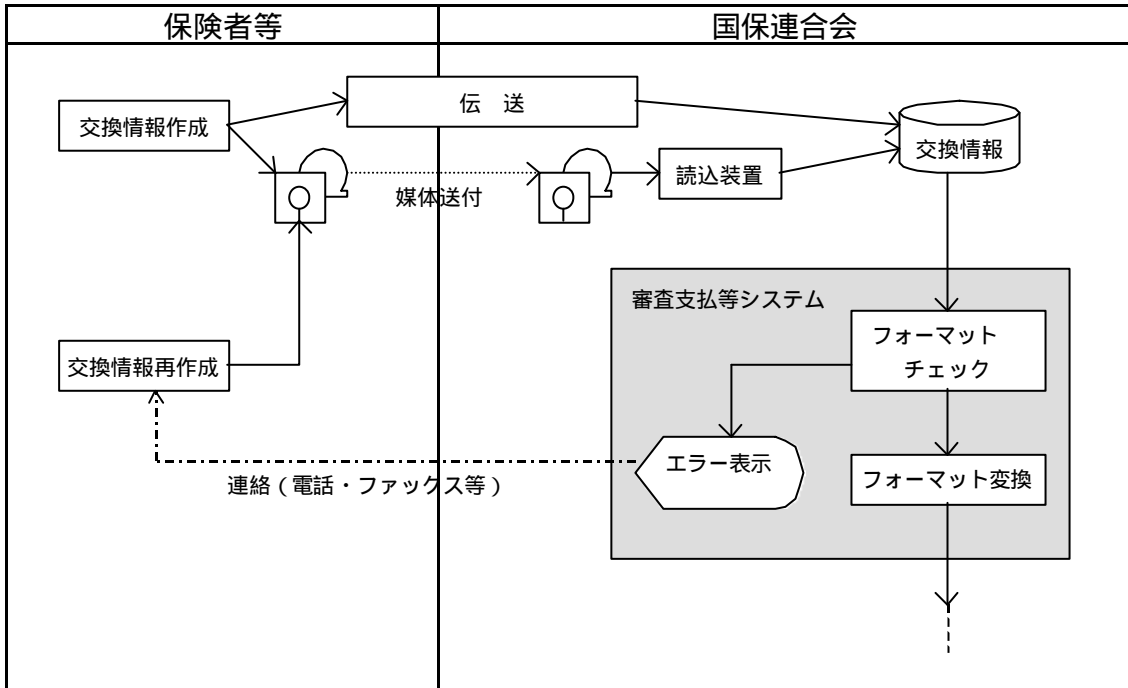 保険者等
国保連合会
伝　送
交換情報作成
交換情報
読込装置
媒体送付
審査支払等システム
フォーマット
チェック
交換情報再作成
エラー表示
フォーマット変換
連絡（電話・ファックス等）